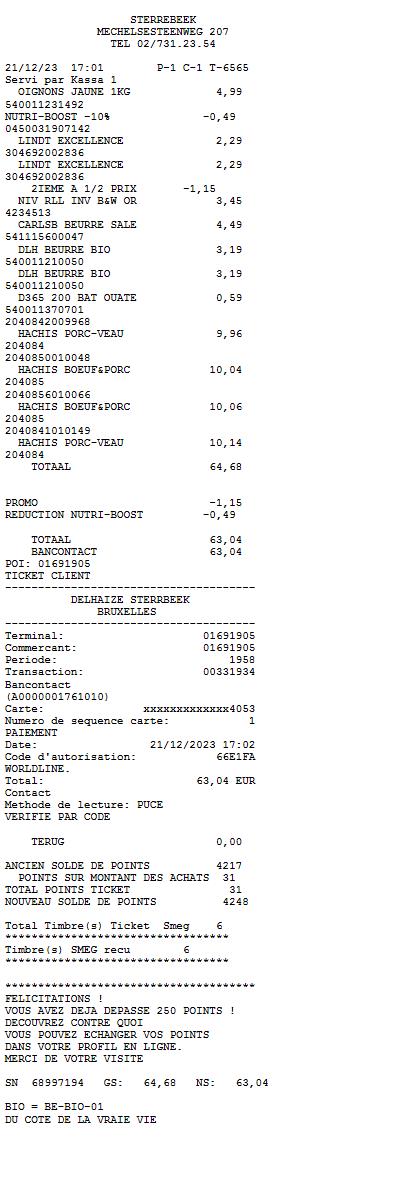 STERREBEEK
MECHELSESTEENWEG 207
TEL 02/731.23.54
21/12/23 17:01 P-1 C-1 T-6565
Servi par Kassa 1
OIGNONS JAUNE 1KG 4,99
540011231492
NUTRI-BOOST -10% -0,49
0450031907142
LINDT EXCELLENCE 2,29
304692002836
LINDT EXCELLENCE 2,29
304692002836
2IEME A 1/2 PRIX -1,15
NIV RLL INV B&W OR 3,45
4234513
CARLSB BEURRE SALE 4,49
541115600047
DLH BEURRE BIO 3,19
540011210050
DLH BEURRE BIO 3,19
540011210050
D365 200 BAT OUATE 0,59
540011370701
2040842009968
HACHIS PORC-VEAU 9,96
204084
2040850010048
HACHIS BOEUF&PORC 10,04
204085
2040856010066
HACHIS BOEUF&PORC 10,06
204085
2040841010149
HACHIS PORC-VEAU 10,14
204084
TOTAAL 64,68
PROMO -1,15
REDUCTION NUTRI-BOOST -0,49
TOTAAL 63,04
BANCONTACT 63,04
POI: 01691905
TICKET CLIENT
--------------------------------------
DELHAIZE STERRBEEK
BRUXELLES
--------------------------------------
Terminal: 01691905
Commercant: 01691905
Periode: 1958
Transaction: 00331934
Bancontact
(A0000001761010)
Carte: xxxxxxxxxxxxx4053
Numero de sequence carte: 1
PAIEMENT
Date: 21/12/2023 17:02
Code d'autorisation: 66E1FA
WORLDLINE.
Total: 63,04 EUR
Contact
Methode de lecture: PUCE
VERIFIE PAR CODE
TERUG 0,00
ANCIEN SOLDE DE POINTS 4217
POINTS SUR MONTANT DES ACHATS 31
TOTAL POINTS TICKET 31
NOUVEAU SOLDE DE POINTS 4248
Total Timbre(s) Ticket Smeg 6
**********************************
Timbre(s) SMEG recu 6
**********************************
**************************************
FELICITATIONS !
VOUS AVEZ DEJA DEPASSE 250 POINTS !
DECOUVREZ CONTRE QUOI
VOUS POUVEZ ECHANGER VOS POINTS
DANS VOTRE PROFIL EN LIGNE.
MERCI DE VOTRE VISITE
SN 68997194 GS: 64,68 NS: 63,04
BIO = BE-BIO-01
DU COTE DE LA VRAIE VIE